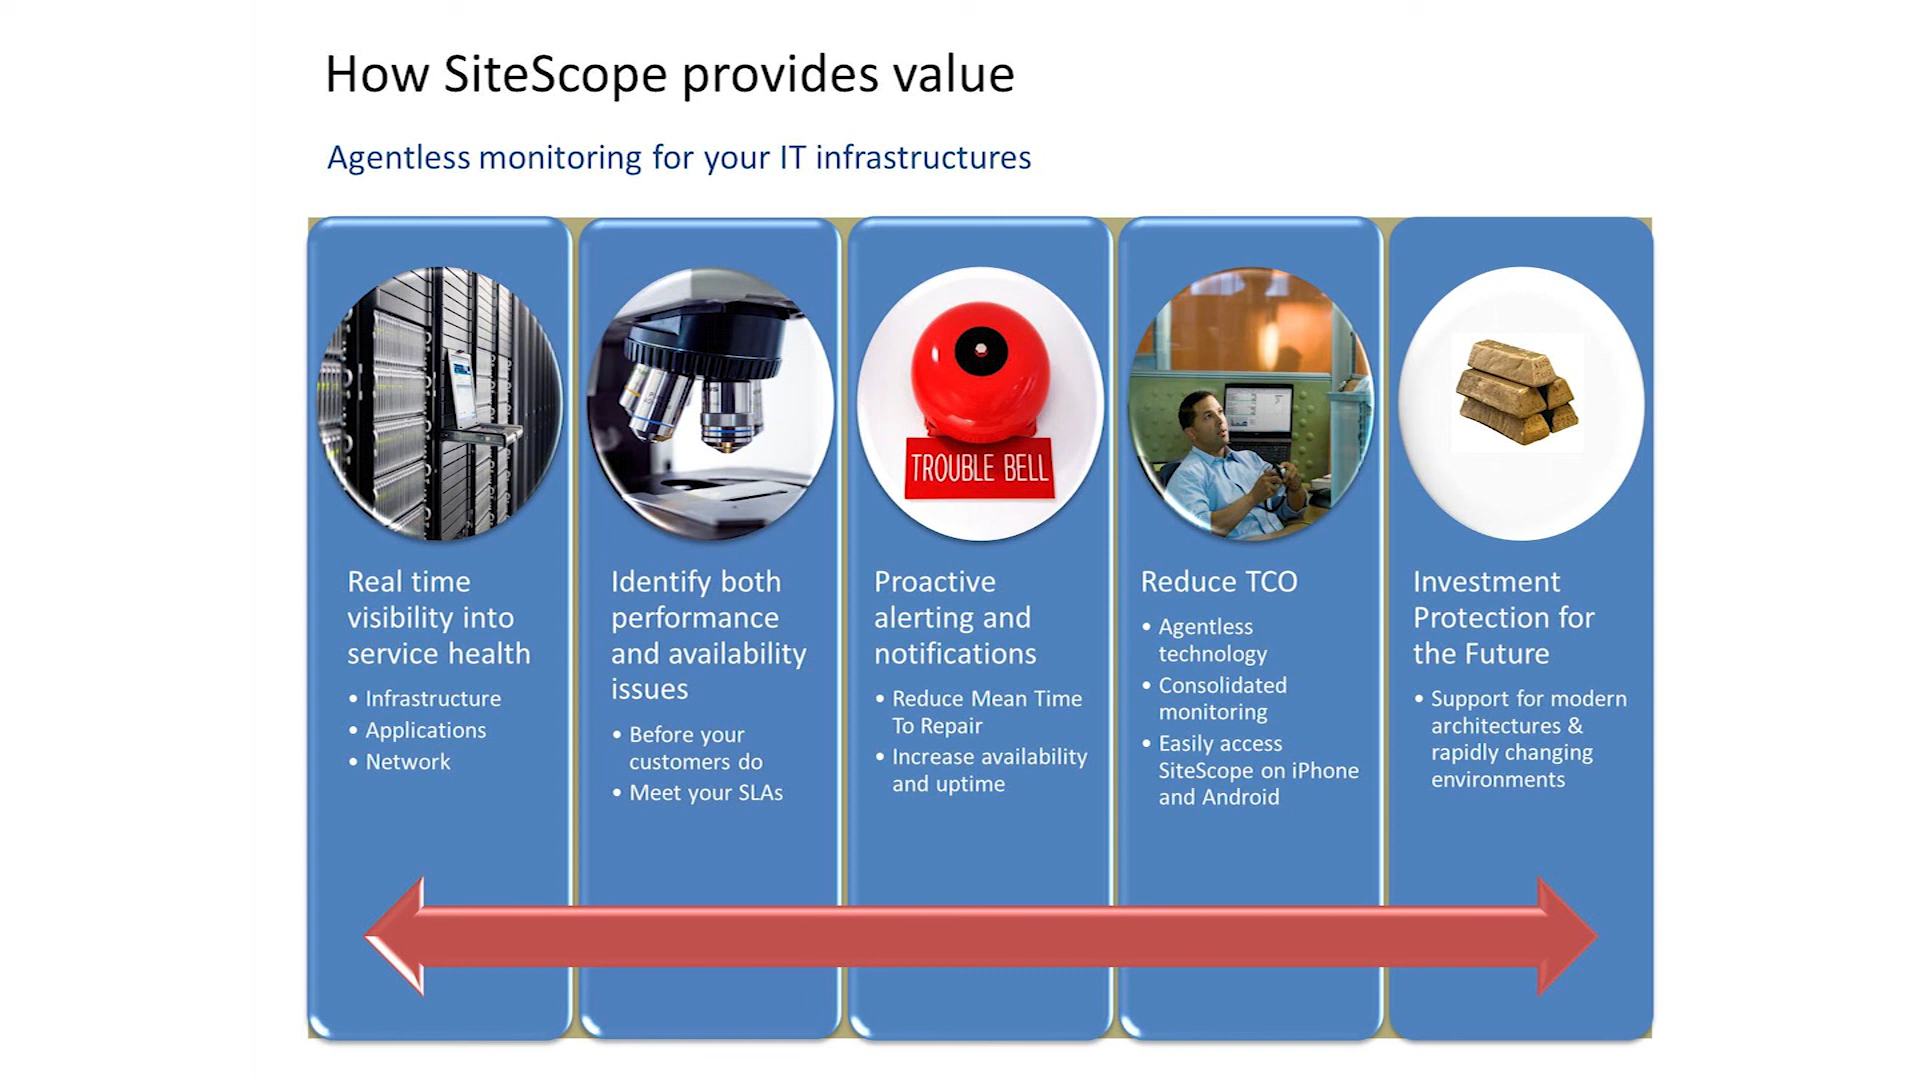 How SiteScope provides value
Agentless monitoring for your IT infrastructures
TROUBLE BELL
Real time
visibility into
service health
• Infrastructure
• Applications
• Network
Identify both
performance
and availability
issues
• Before your
customers do
• Meet your SLAs
Proactive
alerting and
notifications
• Reduce Mean Time
To Repair
• Increase availability
and uptime
Reduce TCO
• Agentless
technology
• Consolidated
monitoring
• Easily access
SiteScope on iPhone
and Android
Investment
Protection for
the Future
• Support for modern
architectures &
rapidly changing
environments